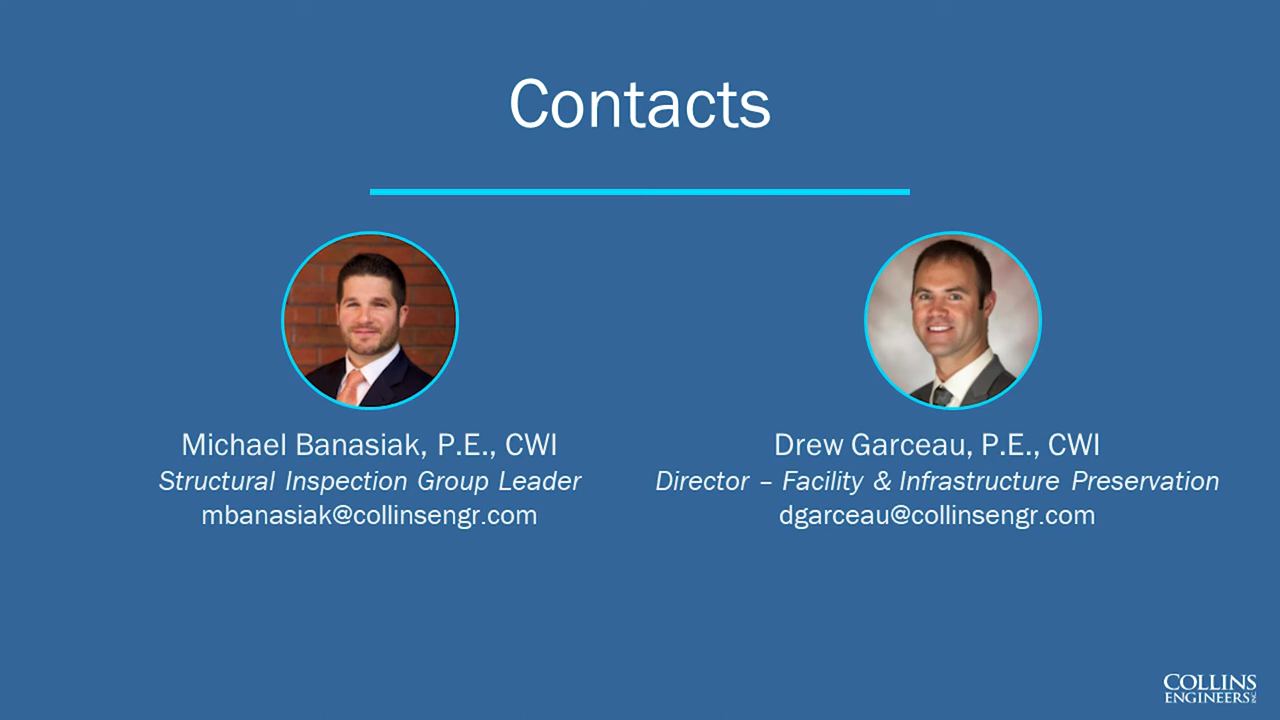 Contacts
Michael Banasiak, P.E., CWI
Structural Inspection Group Leader
mbanasiak@collinsengr.com
Drew Garceau, P.E., CWI
Director – Facility & Infrastructure Preservation
dgarceau@collinsengr.com
COLLINS
ENGINEERS INC